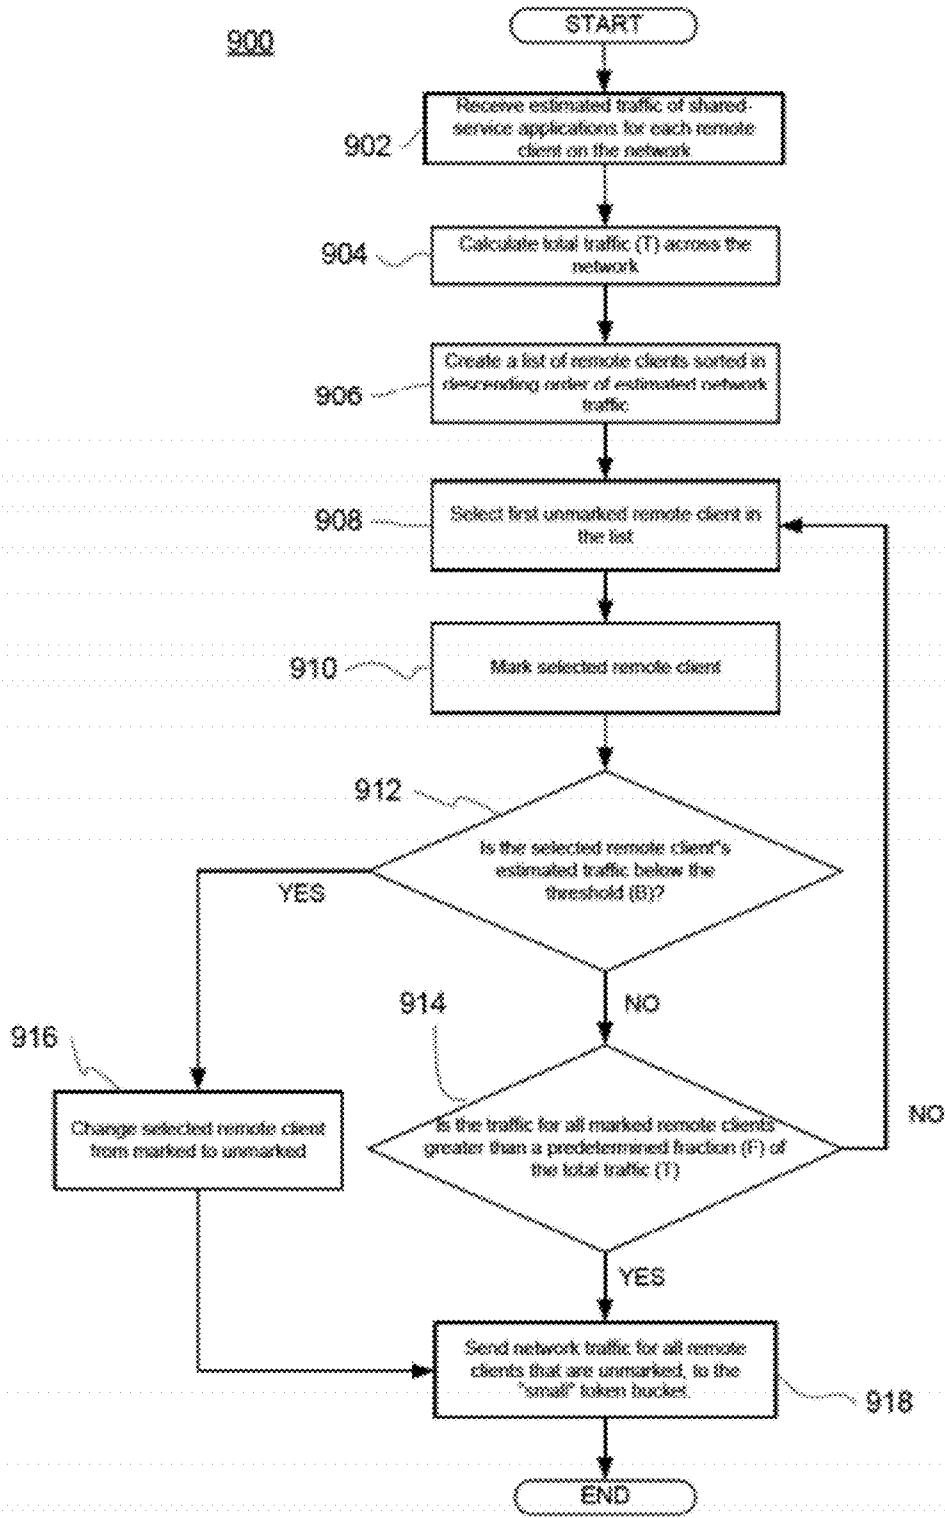 900
START
Receive estimated traffic of shared-
service applications for each remote
client on the network
902
Calculate total traffic (T) across the
network
904
Create a list of remote clients sorted in
descending order of estimated network
traffic
906
Select first unmarked remote client in
the list
908
Mark selected remote client
910
912
Is the selected remote client's
estimated traffic below the
threshold (B)?
YES
NO
914
916
Change selected remote client
from marked to unmarked
Is the traffic for all marked remote clients
greater than a predetermined fraction (F) of
the total traffic (T)
NO
YES
Send network traffic for all remote
clients that are unmarked, to the
"small" token bucket.
918
END